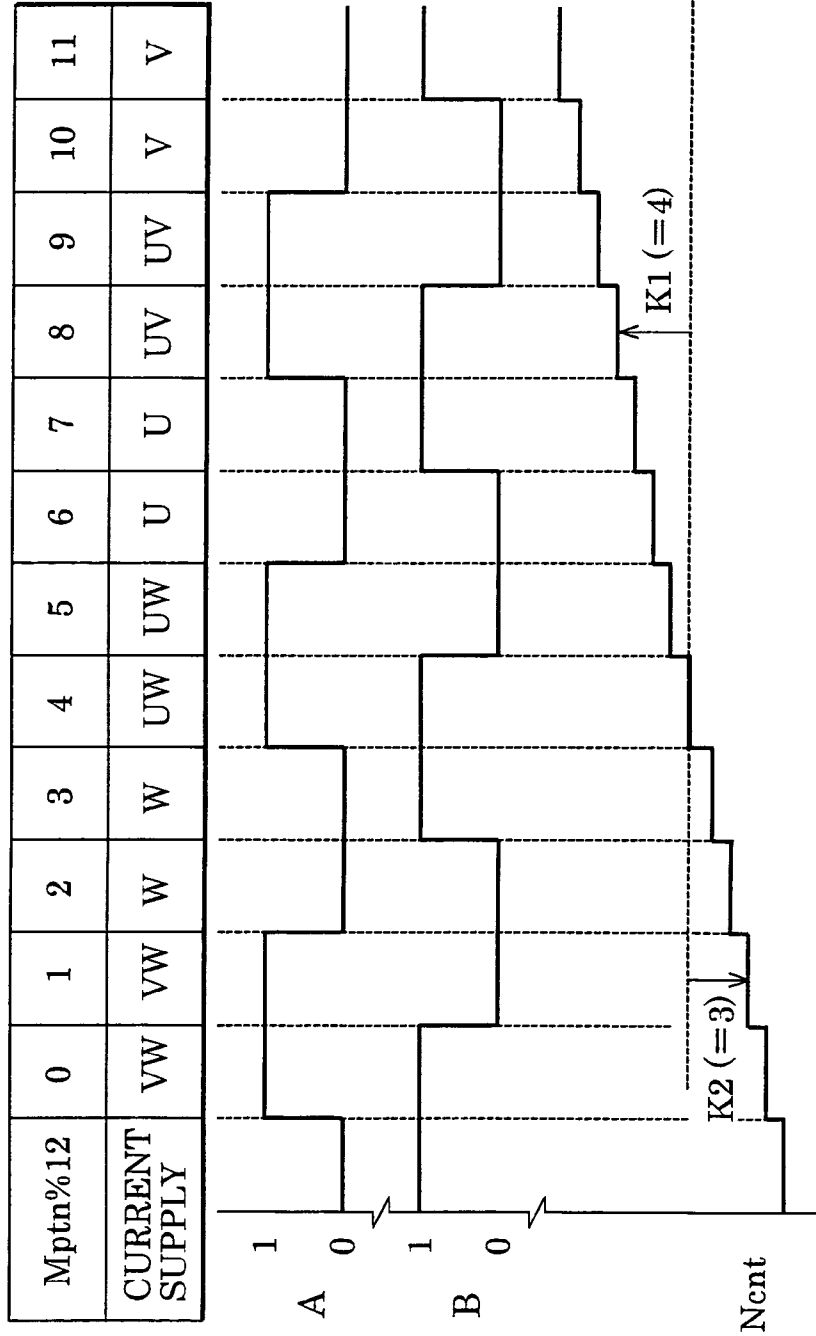 Mptn%12 0 1 2 3 4 5 6 7 8 9 10 11
CURRENT SUPPLY VW VW W W UW UW U U UV UV V V
A
1
0
B
1
0
Ncnt
K2 (=3)
K1 (=4)